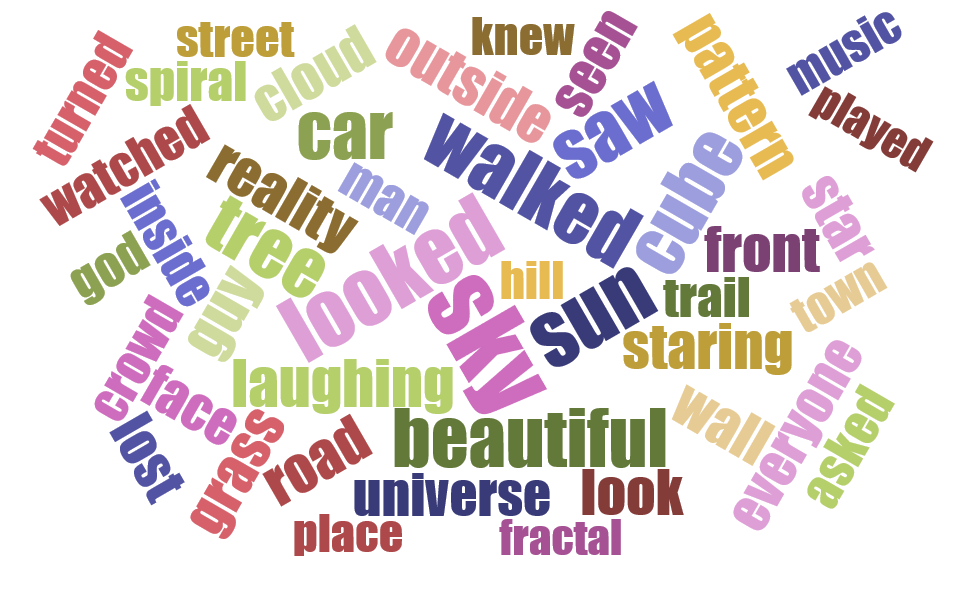 street
knew
seen
music
turned
spiral
cloud
outside
pattern
played
watched
car
walked
saw
reality
man
cube
inside
tree
star
god
looked
front
guy
hill
sun
trail
town
sky
staring
crowd
face
laughing
wall
everyone
asked
lost
grass
road
beautiful
universe
look
place
fractal